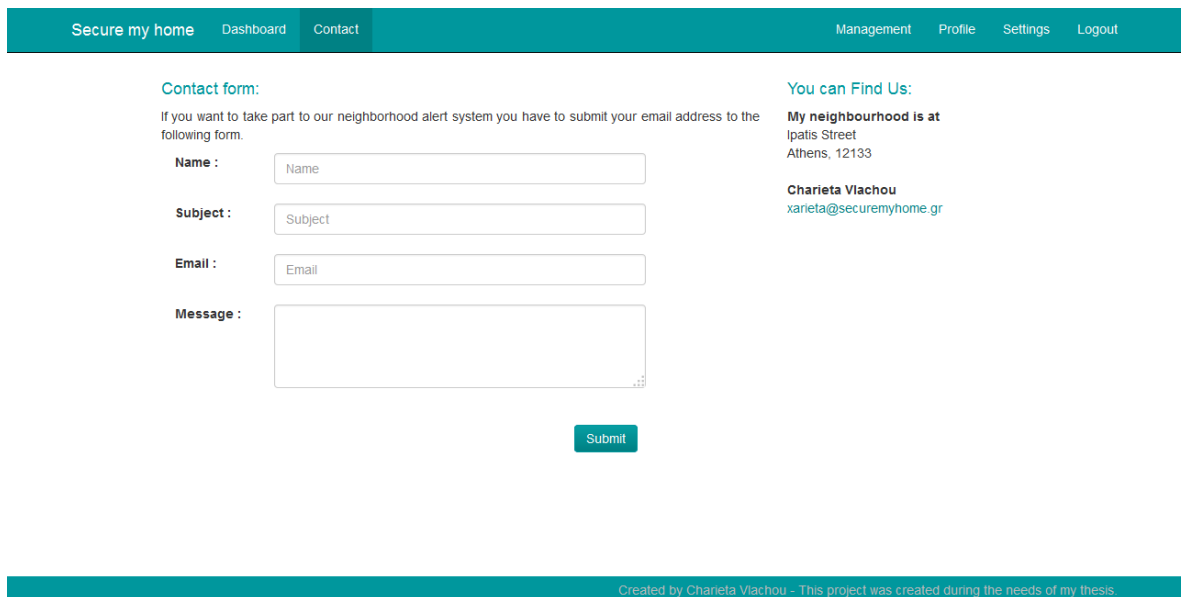 Secure my home Dashboard Contact Management Profile Settings Logout
Contact form:
If you want to take part to our neighborhood alert system you have to submit your email address to the
following form.
Name :
Name
Subject :
Subject
Email :
Email
Message :
Submit
You can Find Us:
My neighbourhood is at
Ipatis Street
Athens, 12133
Charieta Vlachou
xarieta@securemyhome.gr
Created by Charieta Vlachou - This project was created during the needs of my thesis.